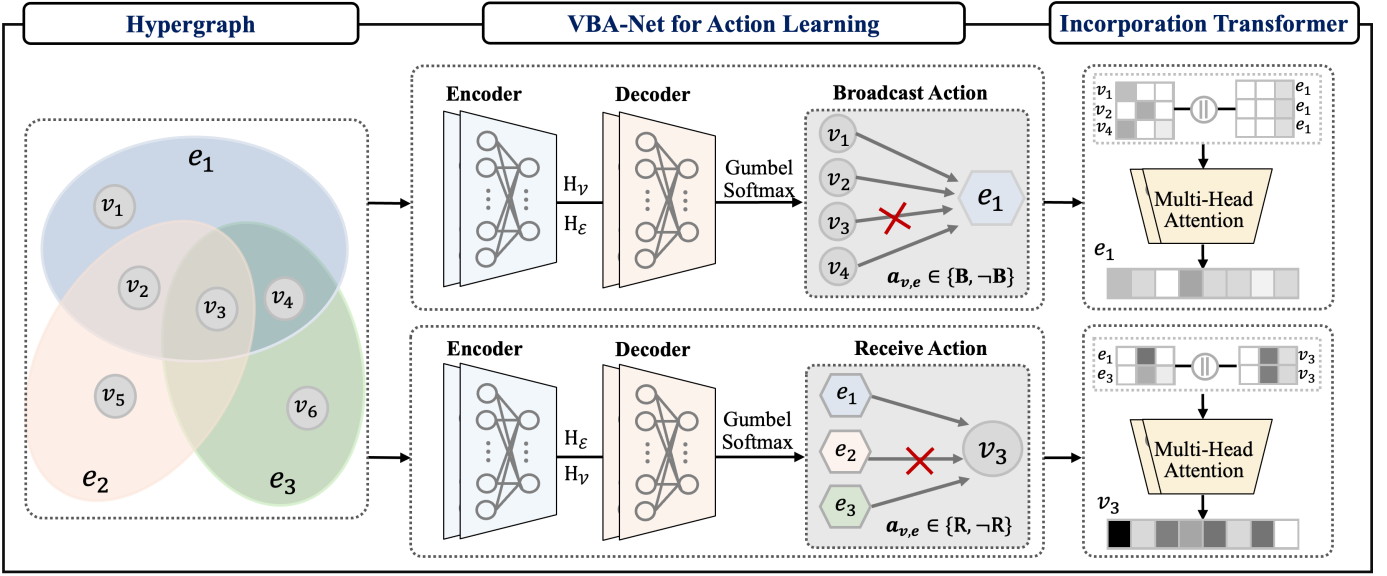 Hypergraph
VBA-Net for Action Learning
Incorporation Transformer
e₁
v₁
v₂
v₃
v₄
v₅
v₆
e₂
e₃
Encoder
Decoder
Broadcast Action
H𝒱
Hℰ
Gumbel
Softmax
v₁
v₂
v₃
v₄
e₁
a_{v,e} ∈ {B, ¬B}
v₁ || e₁
v₂ e₁
v₄ e₁
Multi-Head
Attention
e₁
Encoder
Decoder
Receive Action
Hℰ
H𝒱
Gumbel
Softmax
e₁
e₂
e₃
v₃
a_{v,e} ∈ {R, ¬R}
e₁ || v₃
e₃ v₃
Multi-Head
Attention
v₃